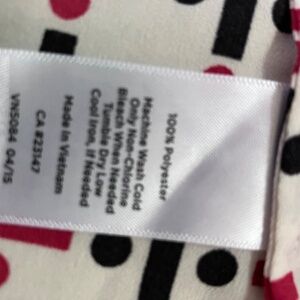 100% Polyester
Machine Wash Cold
Only Non-Chlorine
Bleach When Needed
Tumble Dry Low
Cool Iron, If Needed
Made in Vietnam
CA #23147
VN5084 04/15